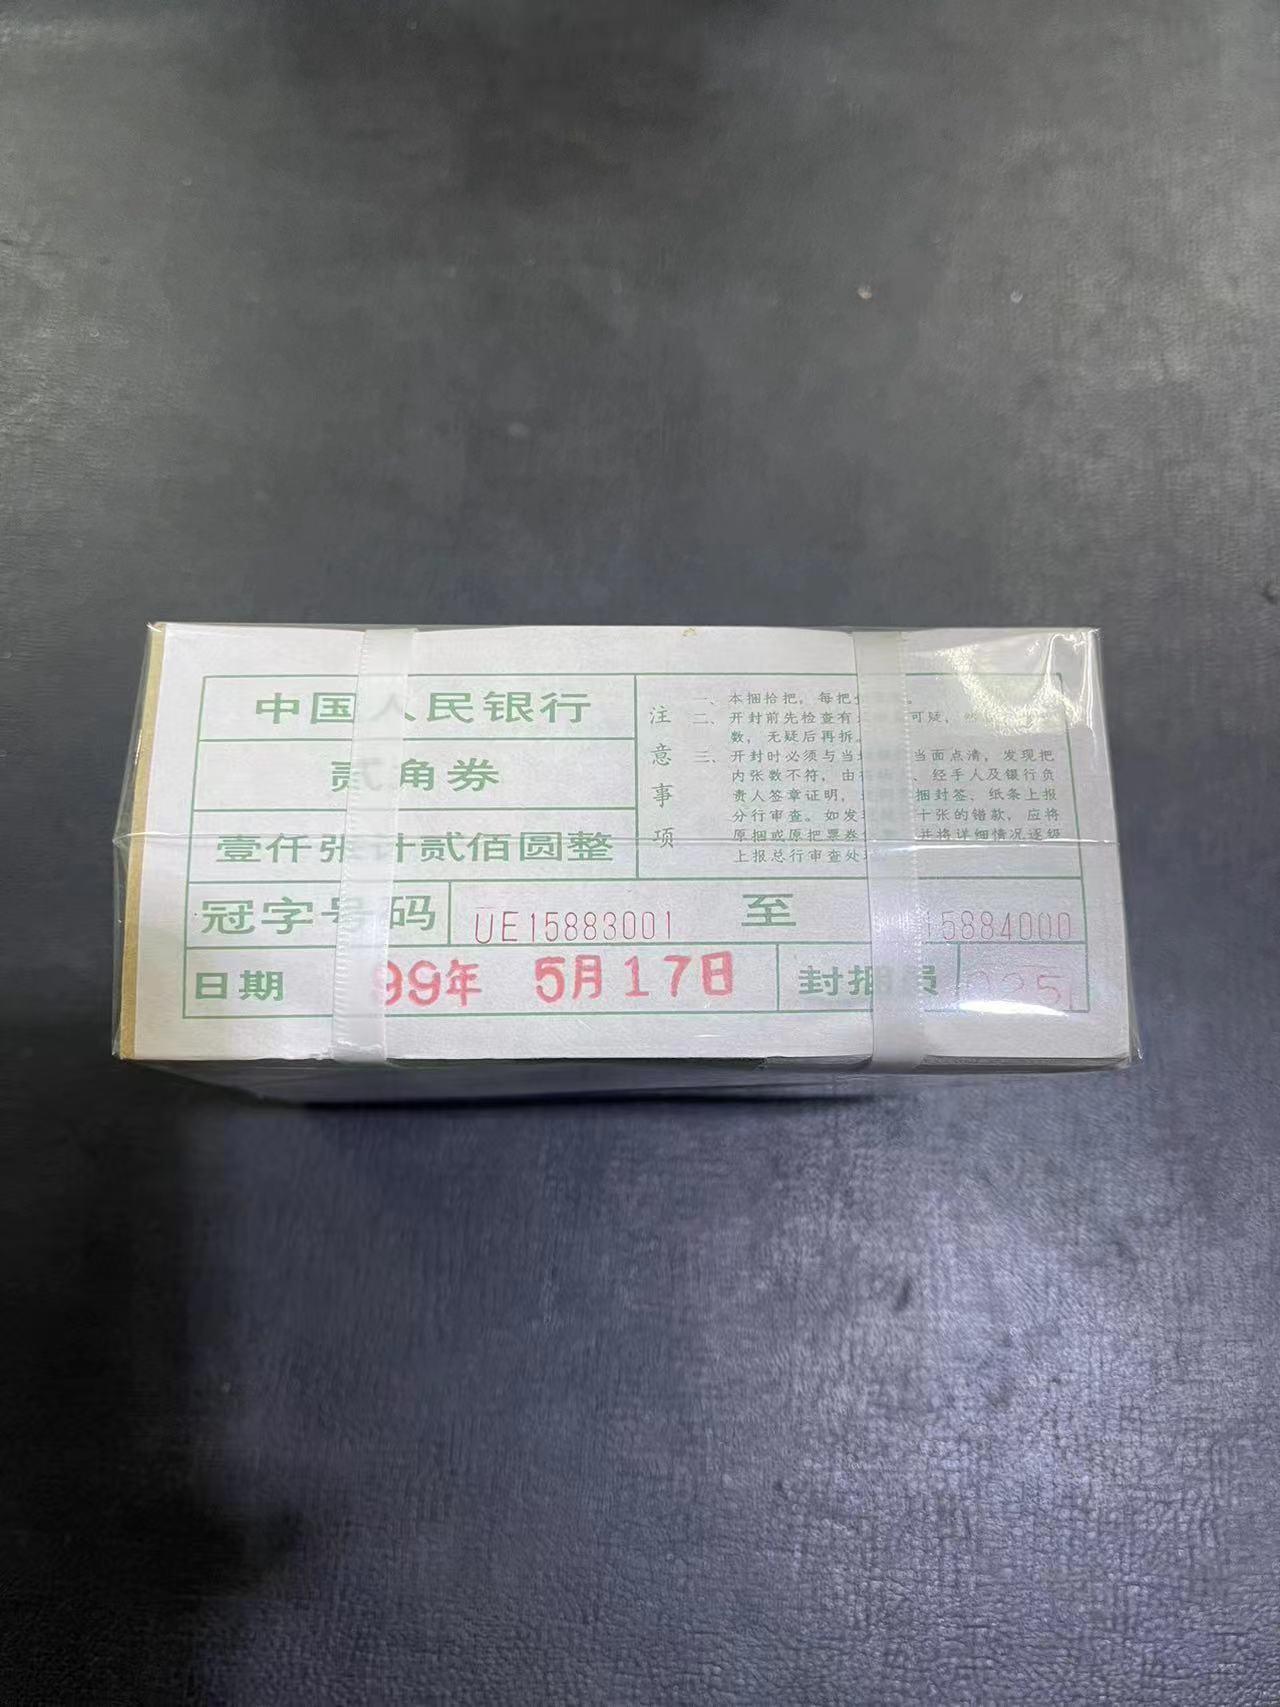 中国人民银行
贰角券
壹仟张计贰佰圆整
注意事项
一、本捆拾把,每把
二、开封前先检查有 可疑,
数,无疑后再拆。
三、开封时必须与当 当面点清,发现把
内张数不符,由 、经手人及银行负
责人签章证明, 捆封签、纸条上报
分行审查。如发 十张的错款,应将
原捆或原把票券 并将详细情况逐级
上报总行审查处
冠字号码 UE15883001 至 15884000
日期 99年 5月17日 封捆员